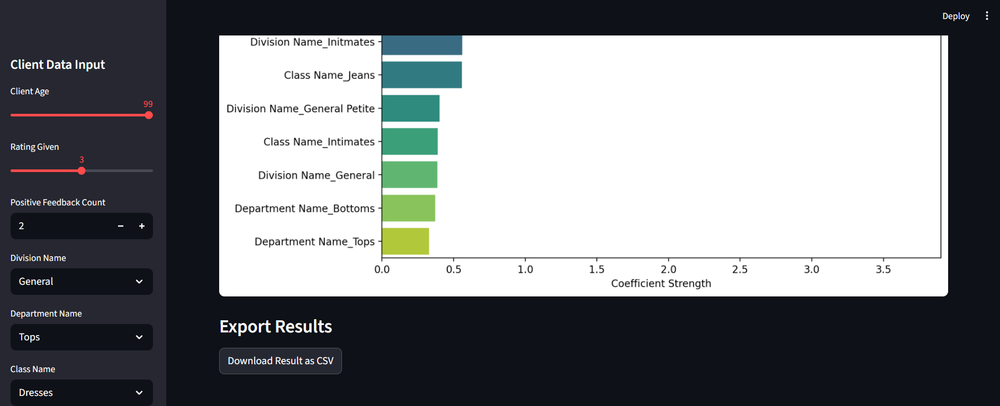 Deploy
Client Data Input
Client Age
99
Rating Given
3
Positive Feedback Count
2
Division Name
General
Department Name
Tops
Class Name
Dresses
Division Name_Initmates
Class Name_Jeans
Division Name_General Petite
Class Name_Intimates
Division Name_General
Department Name_Bottoms
Department Name_Tops
0.0 0.5 1.0 1.5 2.0 2.5 3.0 3.5
Coefficient Strength
Export Results
Download Result as CSV